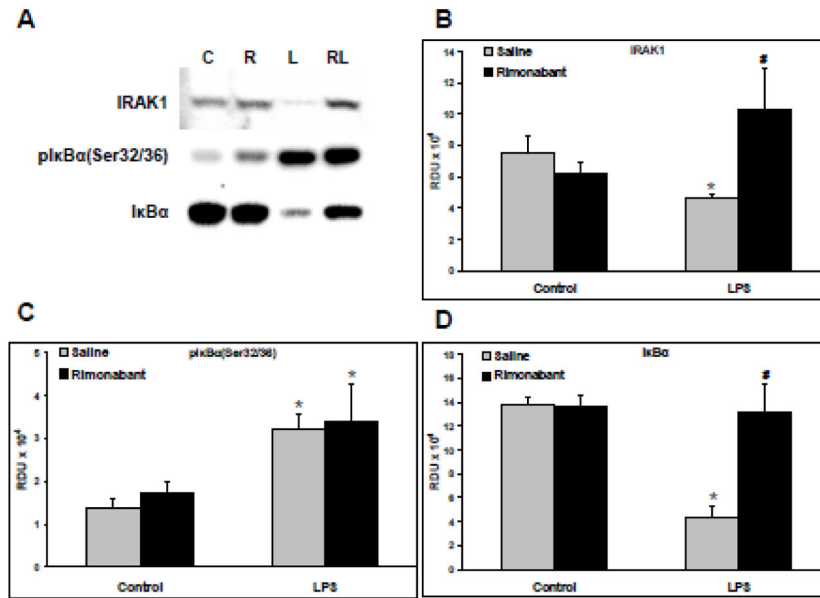 A
C R L RL
IRAK1
pIκBα(Ser32/36)
IκBα
B
IRAK1
Saline
Rimonabant
RDU x 10⁴
14
12
10
8
6
4
2
0
*
#
Control LPS
C
pIκBα(Ser32/36)
Saline
Rimonabant
RDU x 10⁴
5
4
3
2
1
0
* *
Control LPS
D
IκBα
Saline
Rimonabant
RDU x 10⁴
18
16
14
12
10
8
6
4
2
0
*
#
Control LPS